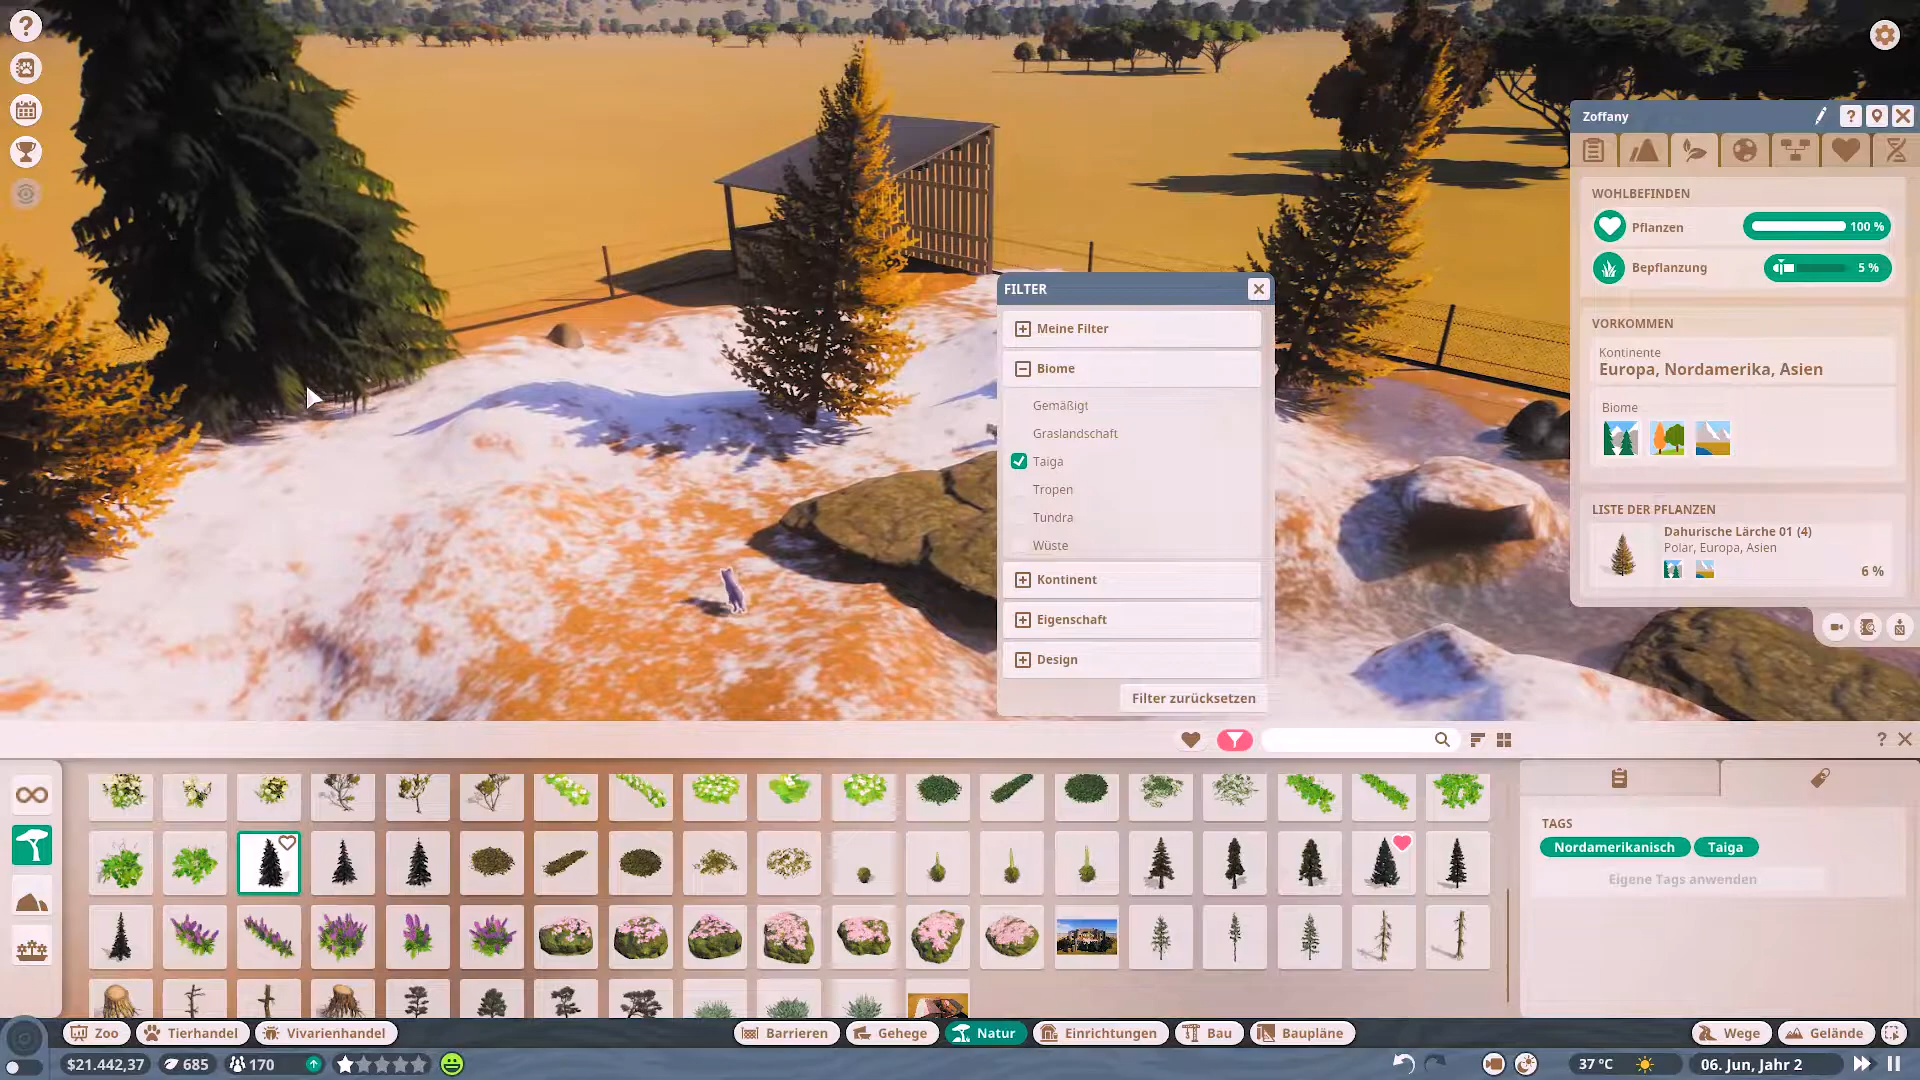 Zoffany
?
WOHLBEFINDEN
Pflanzen
100 %
Bepflanzung
5 %
VORKOMMEN
Kontinente
Europa, Nordamerika, Asien
Biome
LISTE DER PFLANZEN
Dahurische Lärche 01 (4)
Polar, Europa, Asien
6 %
FILTER
Meine Filter
Biome
Gemäßigt
Graslandschaft
Taiga
Tropen
Tundra
Wüste
Kontinent
Eigenschaft
Design
Filter zurücksetzen
?
?
TAGS
Nordamerikanisch
Taiga
Eigene Tags anwenden
Zoo
Tierhandel
Vivarienhandel
Barrieren
Gehege
Natur
Einrichtungen
Bau
Baupläne
Wege
Gelände
$21.442,37
685
170
37 °C
06. Jun, Jahr 2